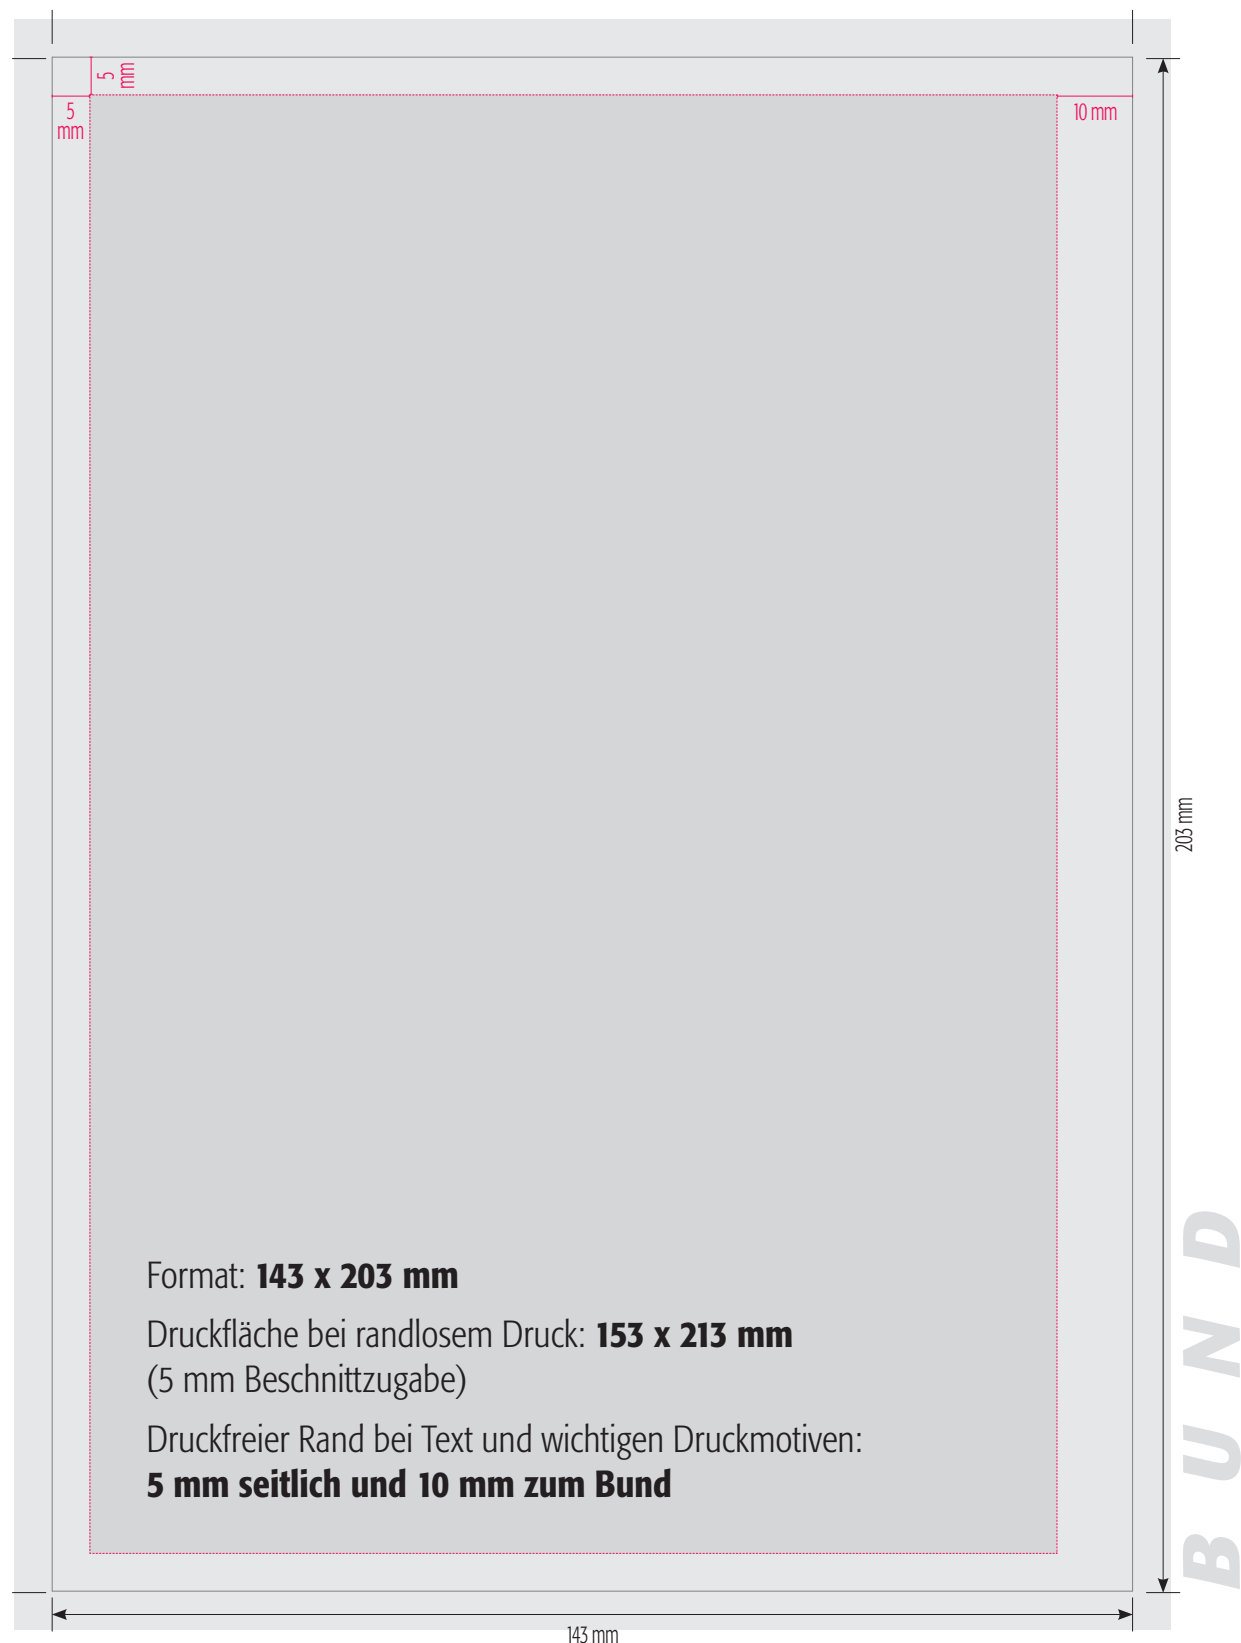 5
mm
5
mm
10 mm
203 mm
Format: 143 x 203 mm
Druckfläche bei randlosem Druck: 153 x 213 mm
(5 mm Beschnittzugabe)
Druckfreier Rand bei Text und wichtigen Druckmotiven:
5 mm seitlich und 10 mm zum Bund
BUND
143 mm